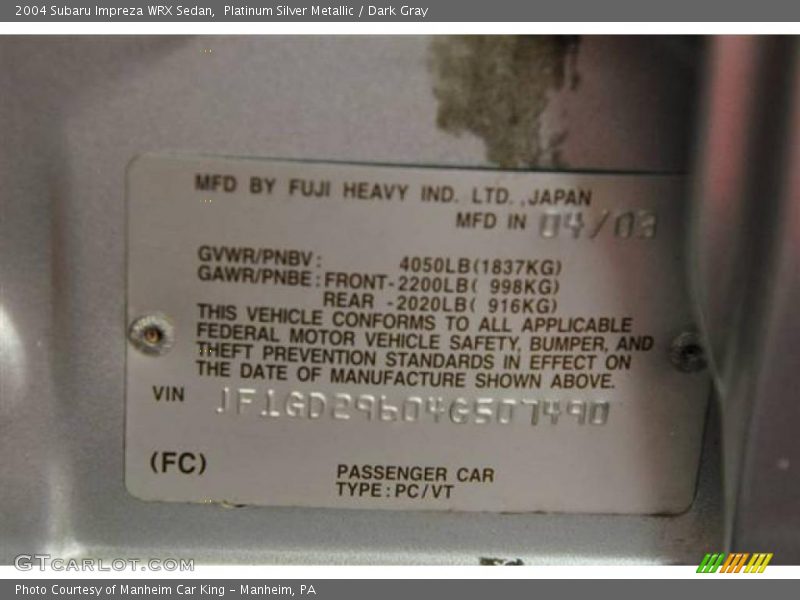 2004 Subaru Impreza WRX Sedan, Platinum Silver Metallic / Dark Gray
MFD BY FUJI HEAVY IND. LTD., JAPAN
MFD IN 04/03
GVWR/PNBV: 4050LB(1837KG)
GAWR/PNBE: FRONT-2200LB( 998KG)
REAR -2020LB( 916KG)
THIS VEHICLE CONFORMS TO ALL APPLICABLE
FEDERAL MOTOR VEHICLE SAFETY, BUMPER, AND
THEFT PREVENTION STANDARDS IN EFFECT ON
THE DATE OF MANUFACTURE SHOWN ABOVE.
VIN JF1GD29604G507490
(FC) PASSENGER CAR
TYPE:PC/VT
GTCARLOT.COM
Photo Courtesy of Manheim Car King - Manheim, PA